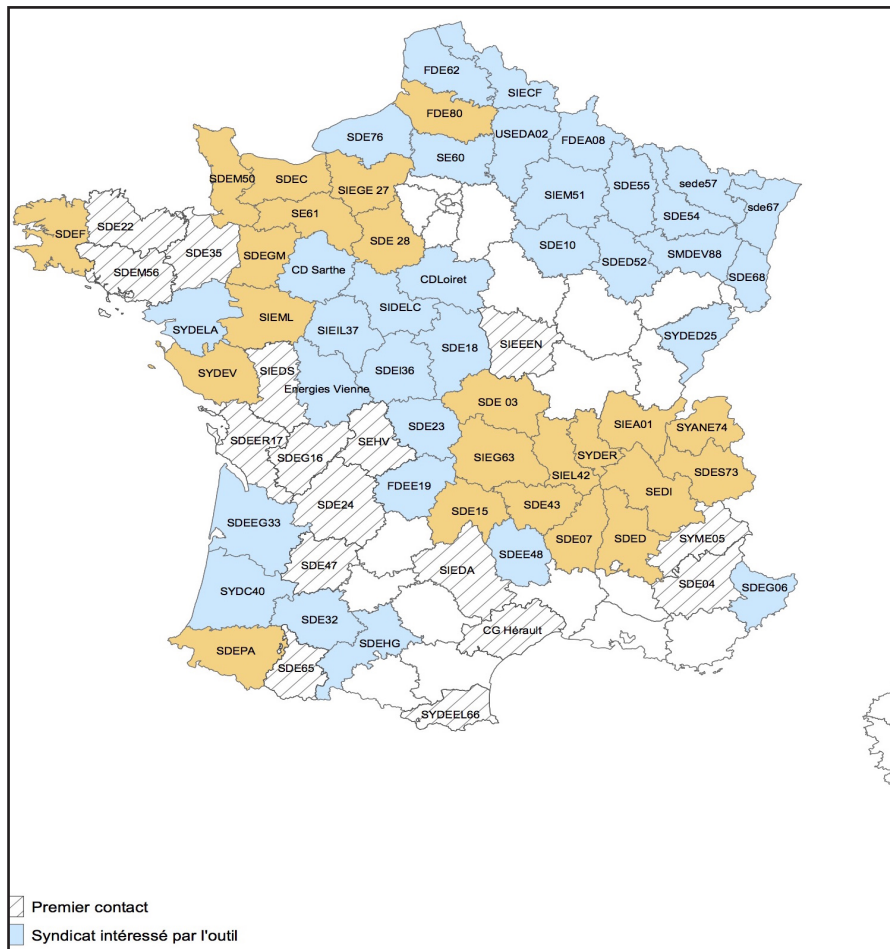 FDE62
SIECF
FDE80
SDE76
USEDA02
FDEA08
SE60
SDEM50
SDEC
SIEGE 27
SIEM51
SDE55
sede57
sde67
SE61
SDE54
SDEF
SDE22
SDE35
SDE 28
SDE10
SDED52
SMDEV88
SDE68
SDEM56
SDEGM
CD Sarthe
CDLoiret
SIDELC
SYDELA
SIEML
SIEIL37
SIEEEN
SYDED25
SDE18
SYDEV
SIEDS
Energies Vienne
SDEI36
SDE 03
SDEER17
SDEG16
SEHV
SDE23
SIEA01
SYANE74
SIEG63
SYDER
SIEL42
SDES73
FDEE19
SEDI
SDE24
SDE15
SDE43
SDEEG33
SDE07
SDED
SYME05
SDE47
SIEDA
SDEE48
SDE04
SDEG06
SYDC40
SDE32
SDEHG
CG Hérault
SDEPA
SDE65
SYDEEL66
Premier contact
Syndicat intéressé par l'outil